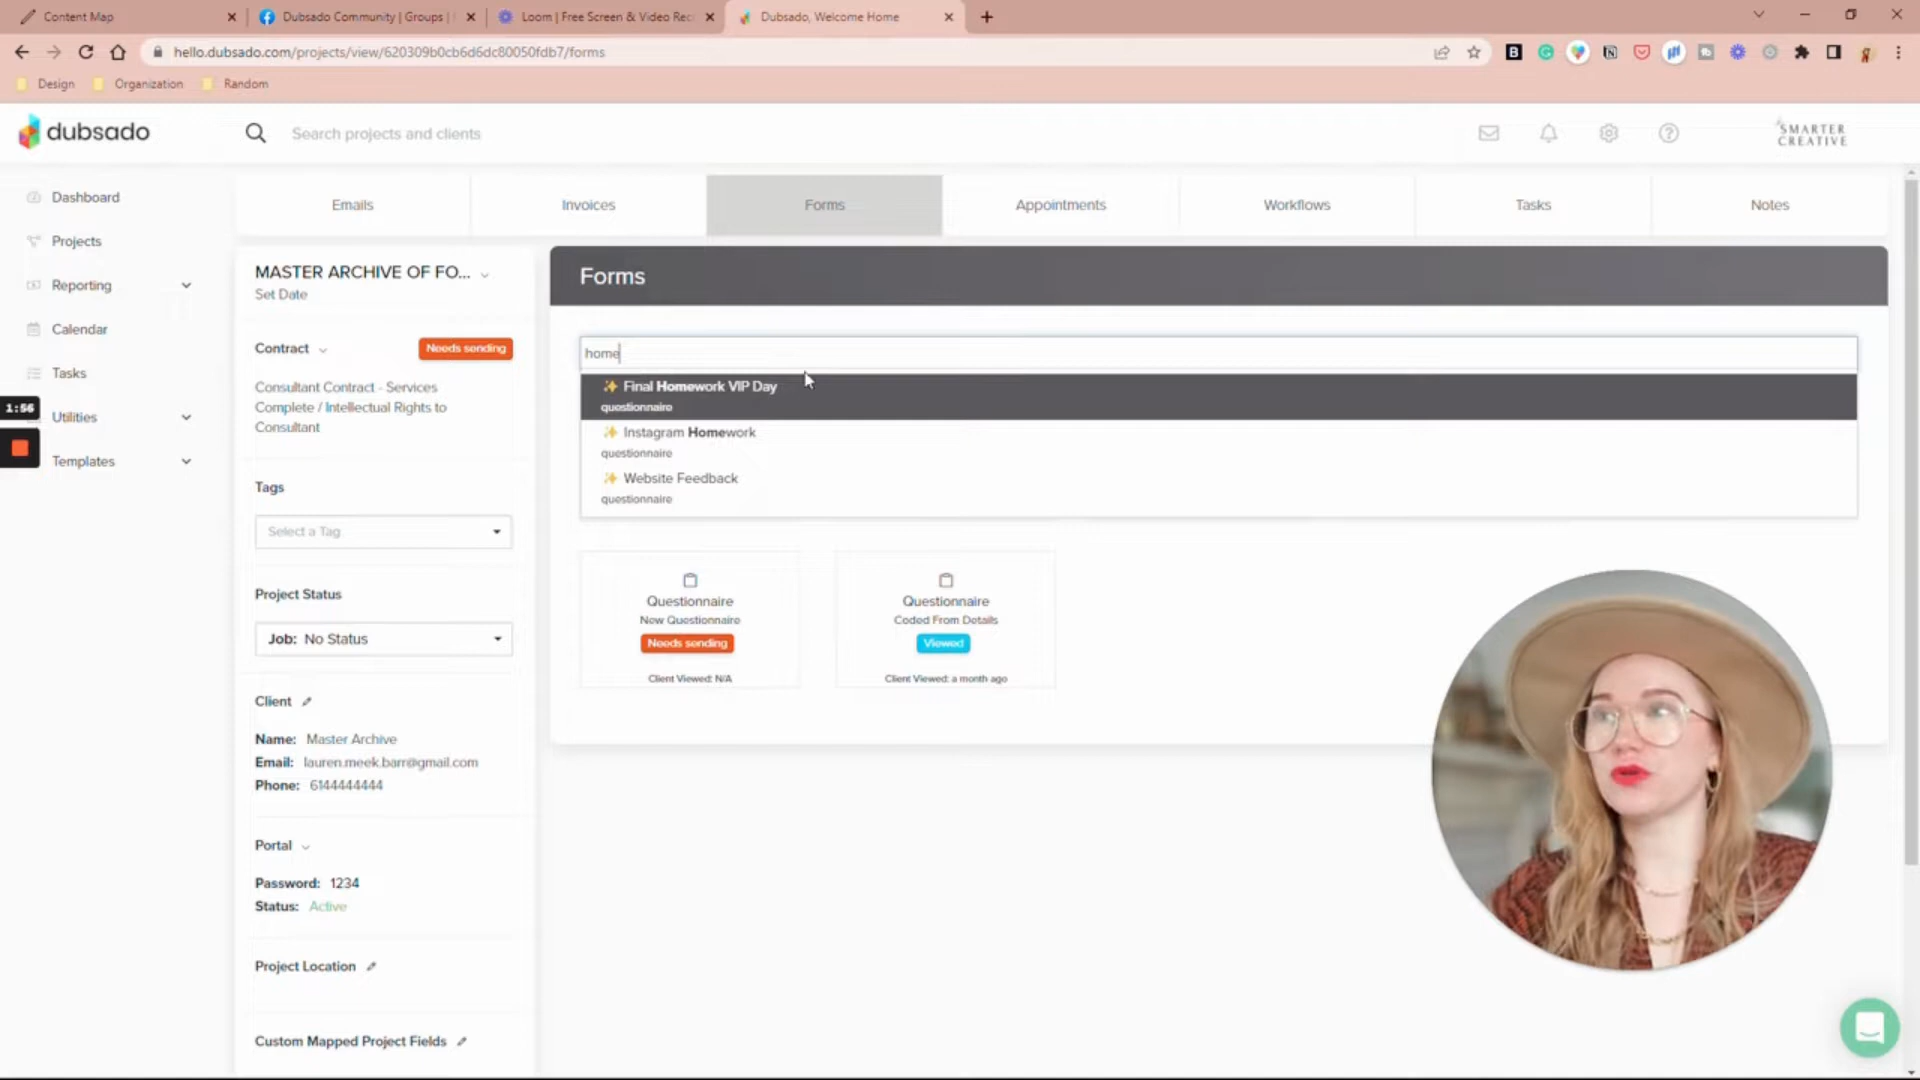 Content Map
Dubsado Community | Groups |
Loom | Free Screen & Video Rec
Dubsado, Welcome Home
hello.dubsado.com/projects/view/620309b0cb6d6dc80050fdb7/forms
Design
Organization
Random
dubsado
Search projects and clients
SMARTER
CREATIVE
Dashboard
Projects
Reporting
Calendar
Tasks
1:56
Utilities
Templates
Emails
Invoices
Forms
Appointments
Workflows
Tasks
Notes
MASTER ARCHIVE OF FO...
Set Date
Contract
Needs sending
Consultant Contract - Services
Complete / Intellectual Rights to
Consultant
Tags
Select a Tag
Project Status
Job: No Status
Client
Name: Master Archive
Email: lauren.meek.barr@gmail.com
Phone: 6144444444
Portal
Password: 1234
Status: Active
Project Location
Custom Mapped Project Fields
Forms
home
✨ Final Homework VIP Day
questionnaire
✨ Instagram Homework
questionnaire
✨ Website Feedback
questionnaire
Questionnaire
New Questionnaire
Needs sending
Client Viewed: N/A
Questionnaire
Coded From Details
Viewed
Client Viewed: a month ago